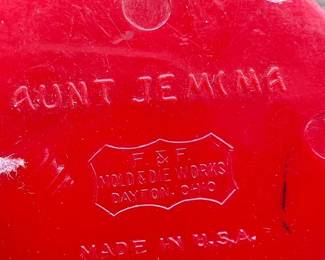 AUNT JEMIMA
F. & F.
MOLD & DIE WORKS
DAYTON, OHIO
MADE IN U.S.A.